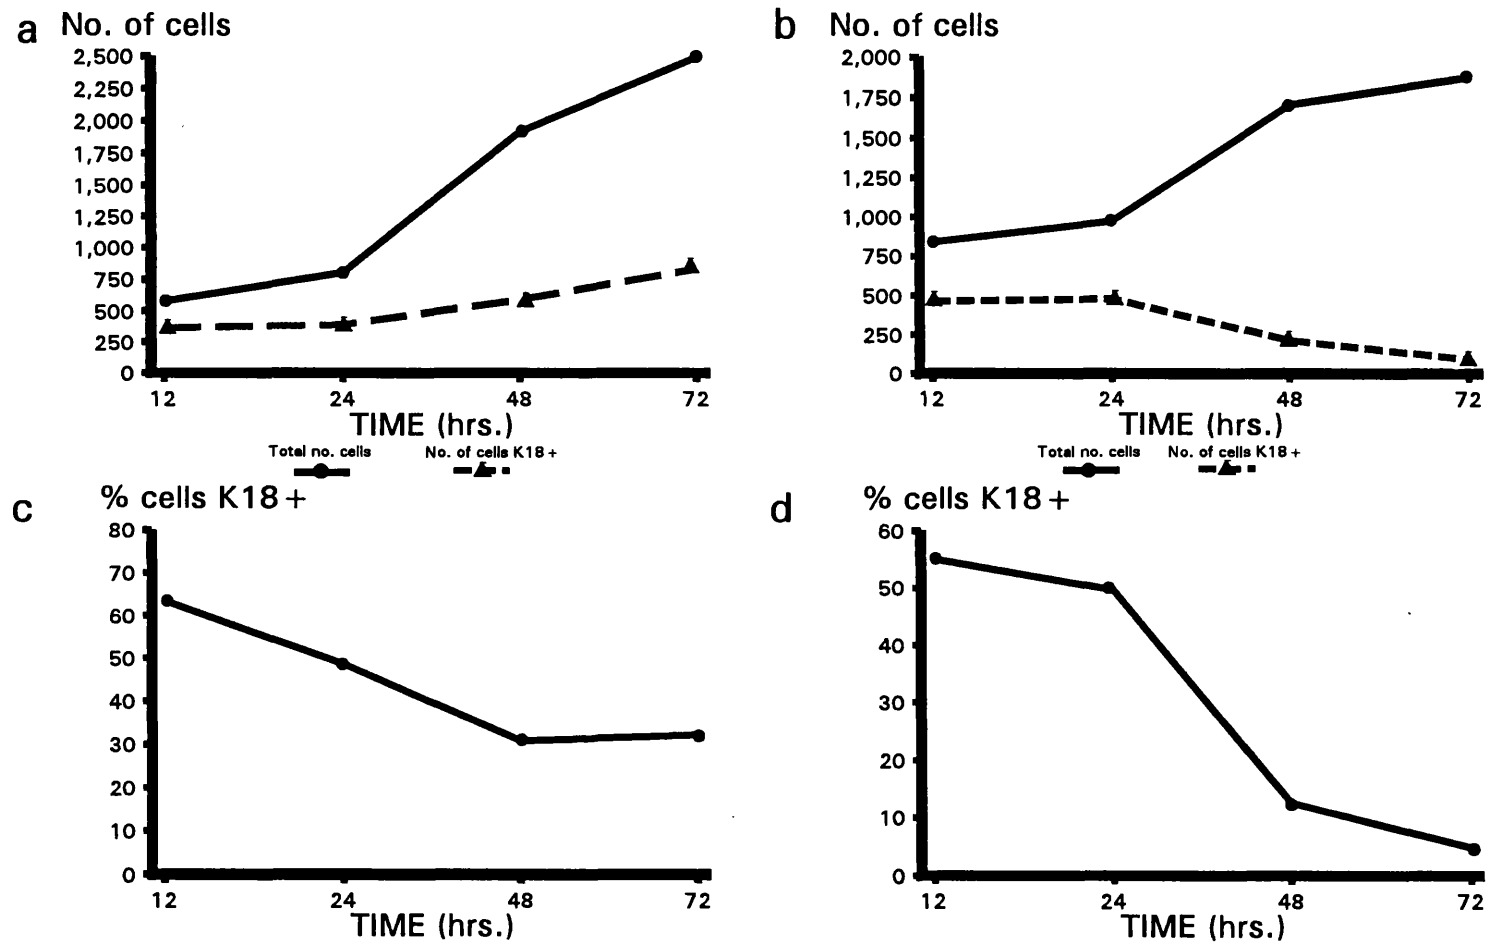 a No. of cells
2,500
2,250
2,000
1,750
1,500
1,250
1,000
750
500
250
0
12 24 48 72
TIME (hrs.)
Total no. cells No. of cells K18+
b No. of cells
2,000
1,750
1,500
1,250
1,000
750
500
250
0
12 24 48 72
TIME (hrs.)
Total no. cells No. of cells K18+
c % cells K18+
80
70
60
50
40
30
20
10
0
12 24 48 72
TIME (hrs.)
d % cells K18+
60
50
40
30
20
10
0
12 24 48 72
TIME (hrs.)